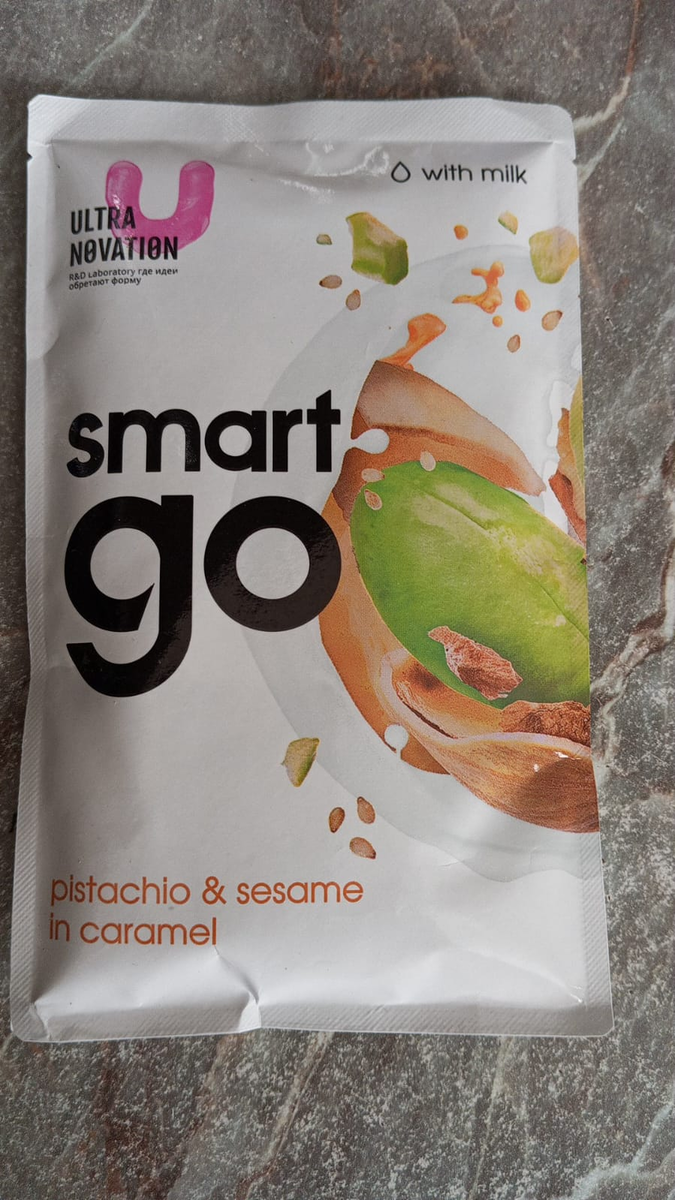 with milk
ULTRA
NOVATION
R&D Laboratory где идеи
обретают форму
smart
go
pistachio & sesame
in caramel